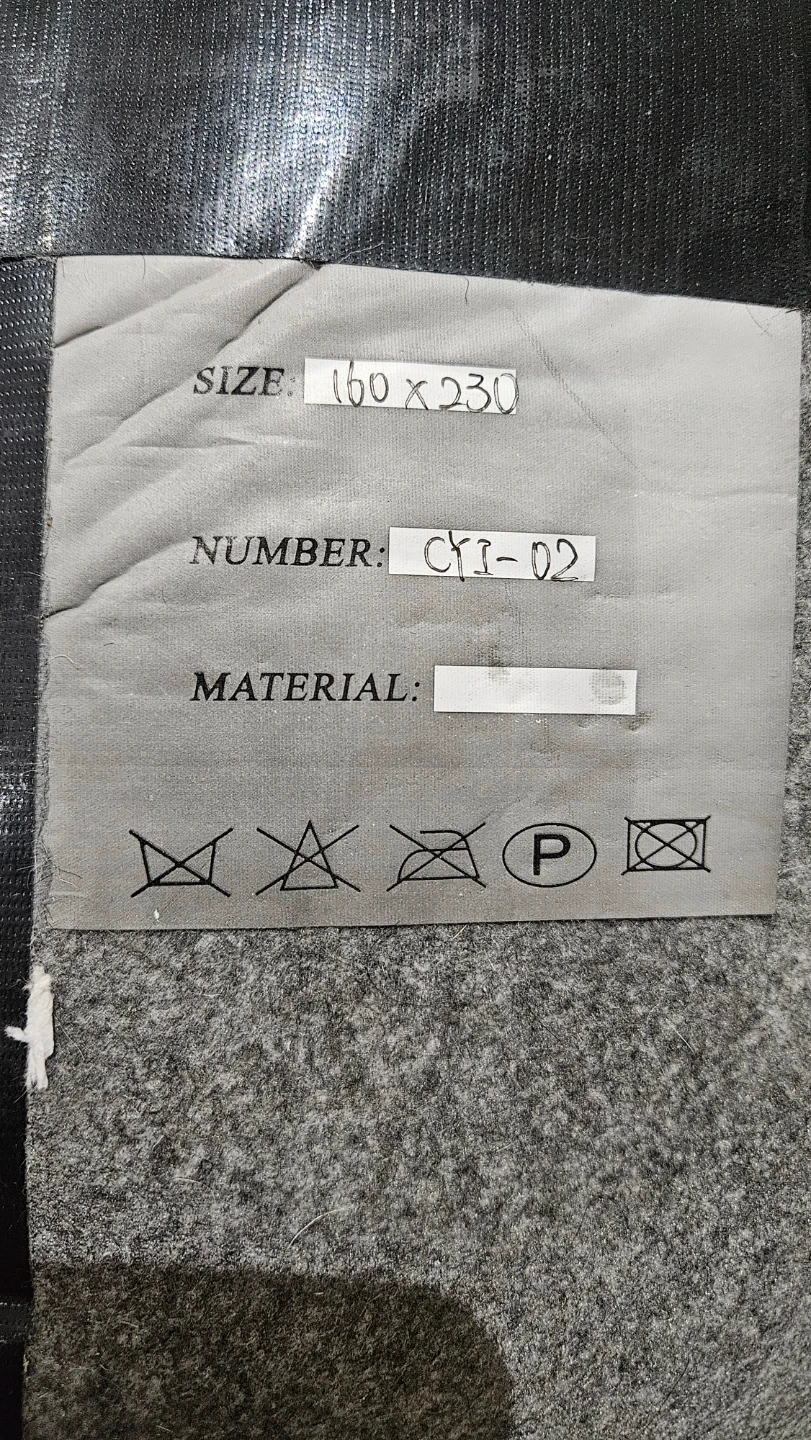 SIZE: 160 x 230
NUMBER: CYI-02
MATERIAL:
P